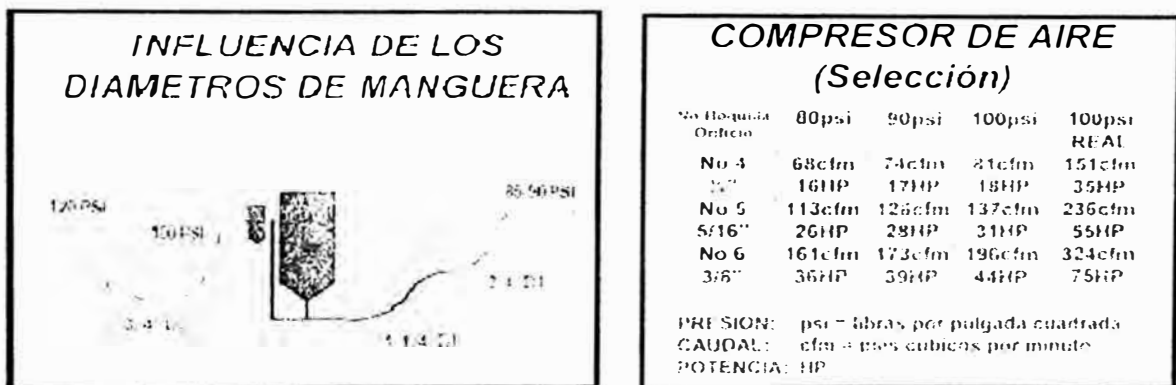 INFLUENCIA DE LOS
DIAMETROS DE MANGUERA
120 PSI
100 PSI
85-90 PSI
COMPRESOR DE AIRE
(Selección)
No Boquilla 80psi 90psi 100psi 100psi
Orificio REAL
No 4 68cfm 74cfm 81cfm 151cfm
16HP 17HP 18HP 35HP
No 5 113cfm 126cfm 137cfm 236cfm
5/16" 26HP 28HP 31HP 55HP
No 6 161cfm 173cfm 196cfm 324cfm
3/8" 36HP 39HP 44HP 75HP
PRESION: psi = libras por pulgada cuadrada
CAUDAL: cfm = pies cubicos por minuto
POTENCIA: HP